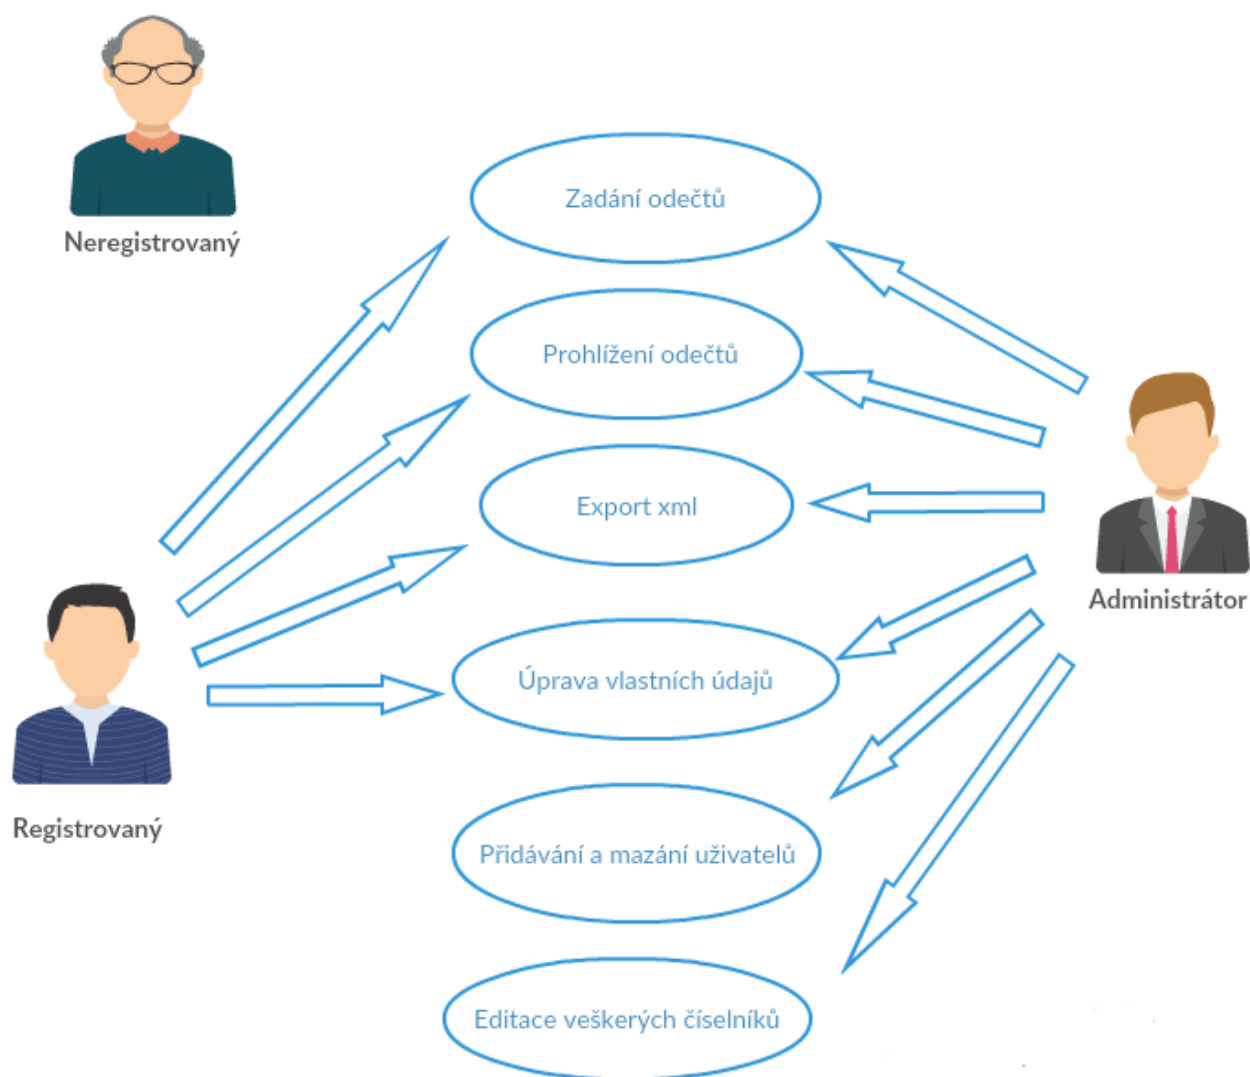 Neregistrovaný
Zadání odečtů
Prohlížení odečtů
Export xml
Administrátor
Úprava vlastních údajů
Registrovaný
Přidávání a mazání uživatelů
Editace veškerých číselníků